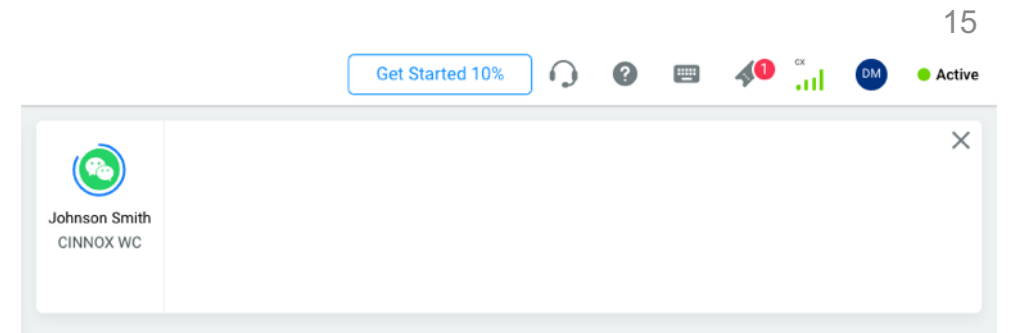 15
Get Started 10%
?
1
CX
DM
Active
Johnson Smith
CINNOX WC